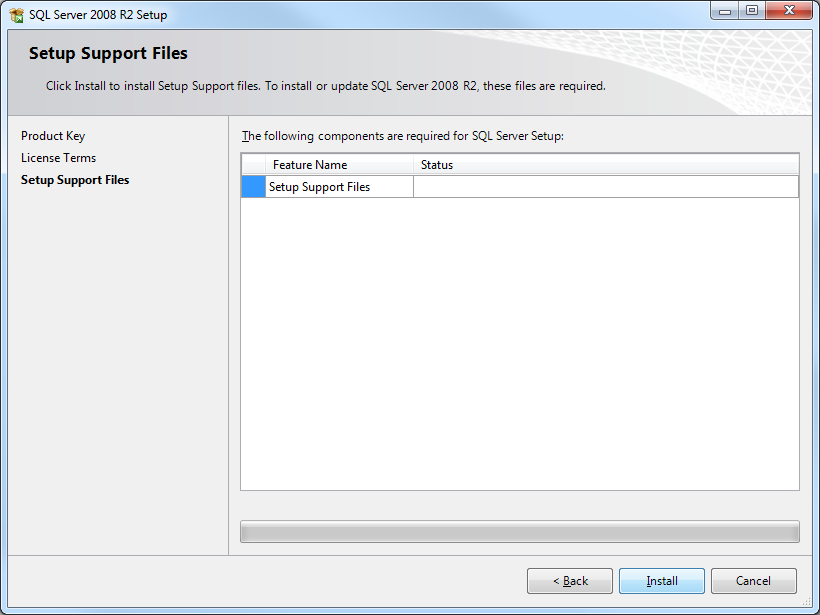 SQL Server 2008 R2 Setup
Setup Support Files
Click Install to install Setup Support files. To install or update SQL Server 2008 R2, these files are required.
Product Key
License Terms
Setup Support Files
The following components are required for SQL Server Setup:
Feature Name Status
Setup Support Files
< Back Install Cancel